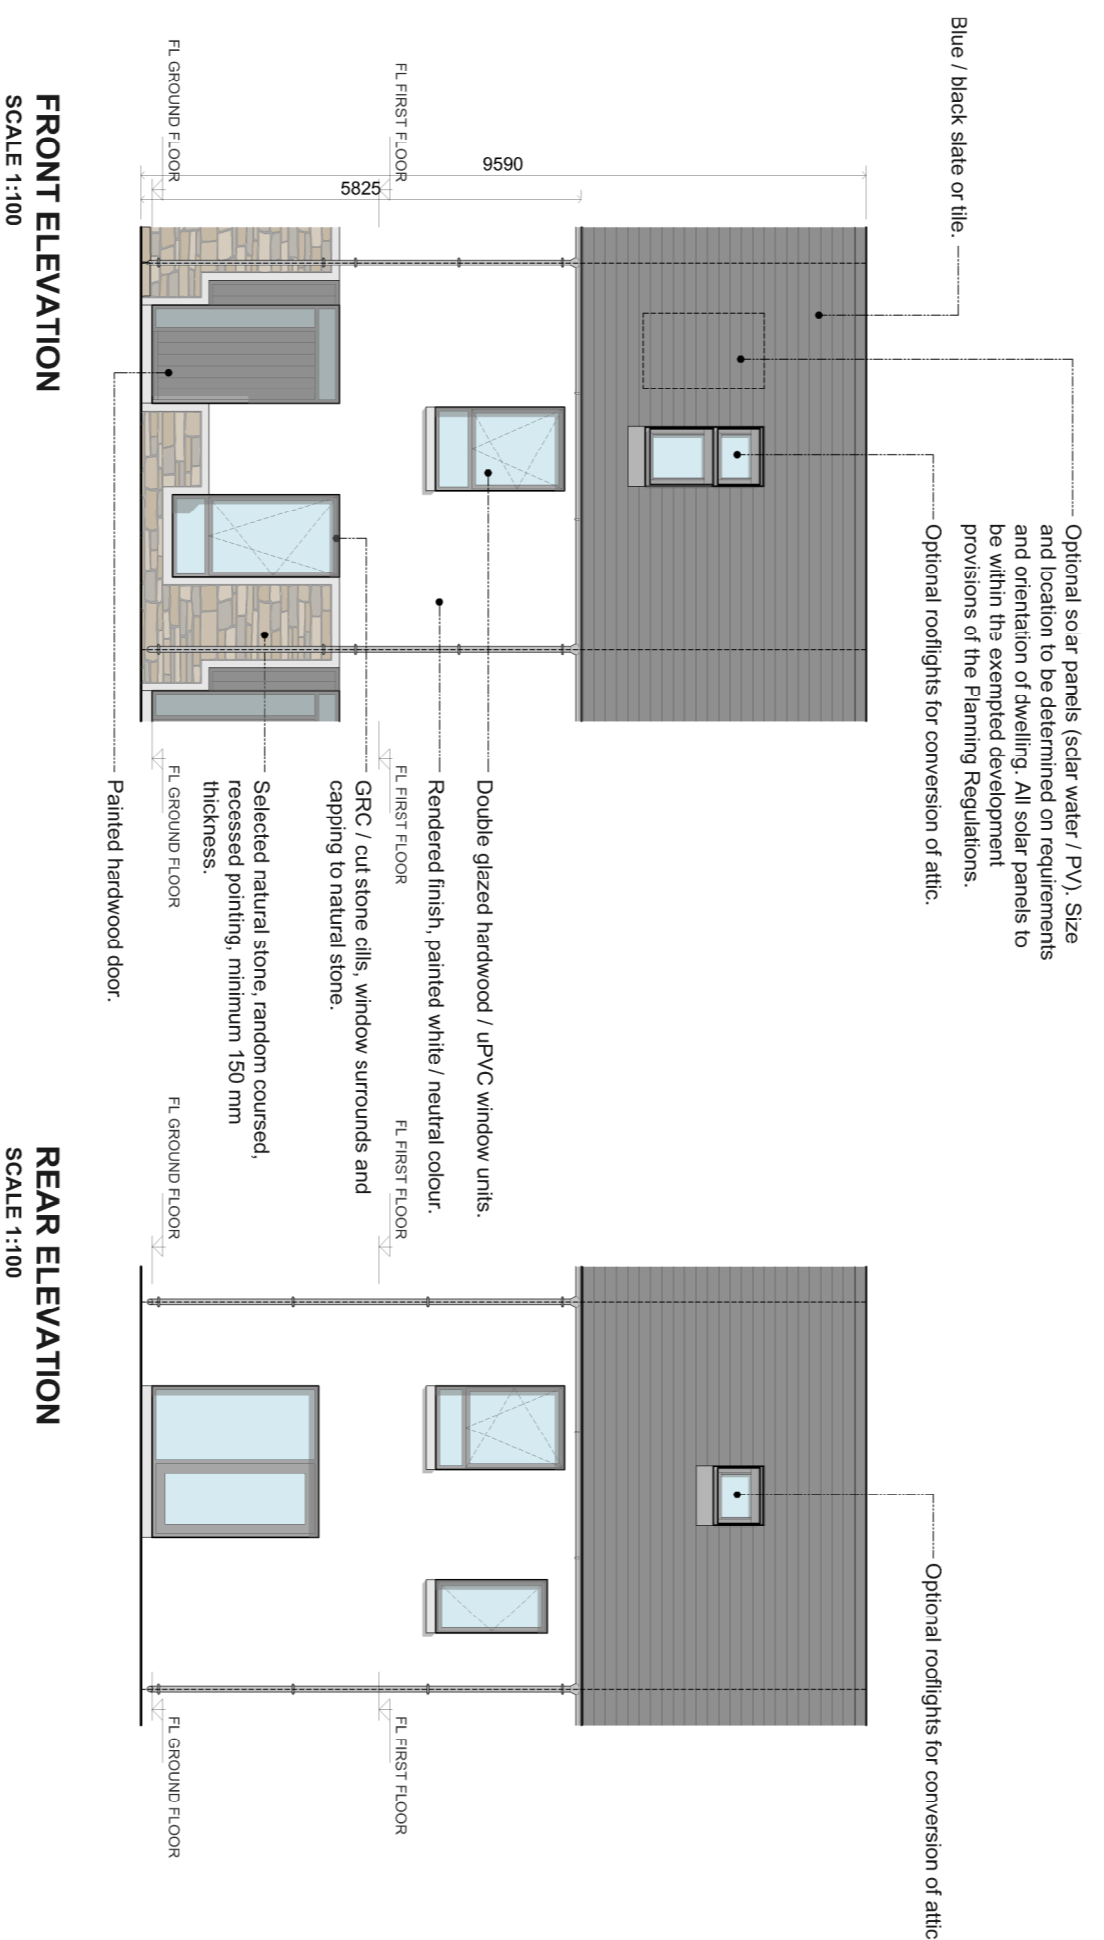 Optional soar panels (sclar water / PV). Size
and location to be determined on requirements
and orientation of dwelling. All solar panels to
be within the exempted development
provisions of the Planning Regulations.
Blue / black slate or tile.
Optional rooflights for conversion of attic.
Optional rooflights for conversion of attic
9590
5825
FL FIRST FLOOR
FL GROUND FLOOR
Double glazed hardwood / uPVC window units.
Rendered finish, painted white / neutral colour.
FL FIRST FLOOR
GRC / cut stone cills, window surrounds and
capping to natural stone.
Selected natural stone, random coursed,
recessed pointing, minimum 150 mm
thickness.
FL GROUND FLOOR
Painted hardwood door.
FL FIRST FLOOR
FL GROUND FLOOR
FL FIRST FLOOR
FL GROUND FLOOR
FRONT ELEVATION
SCALE 1:100
REAR ELEVATION
SCALE 1:100